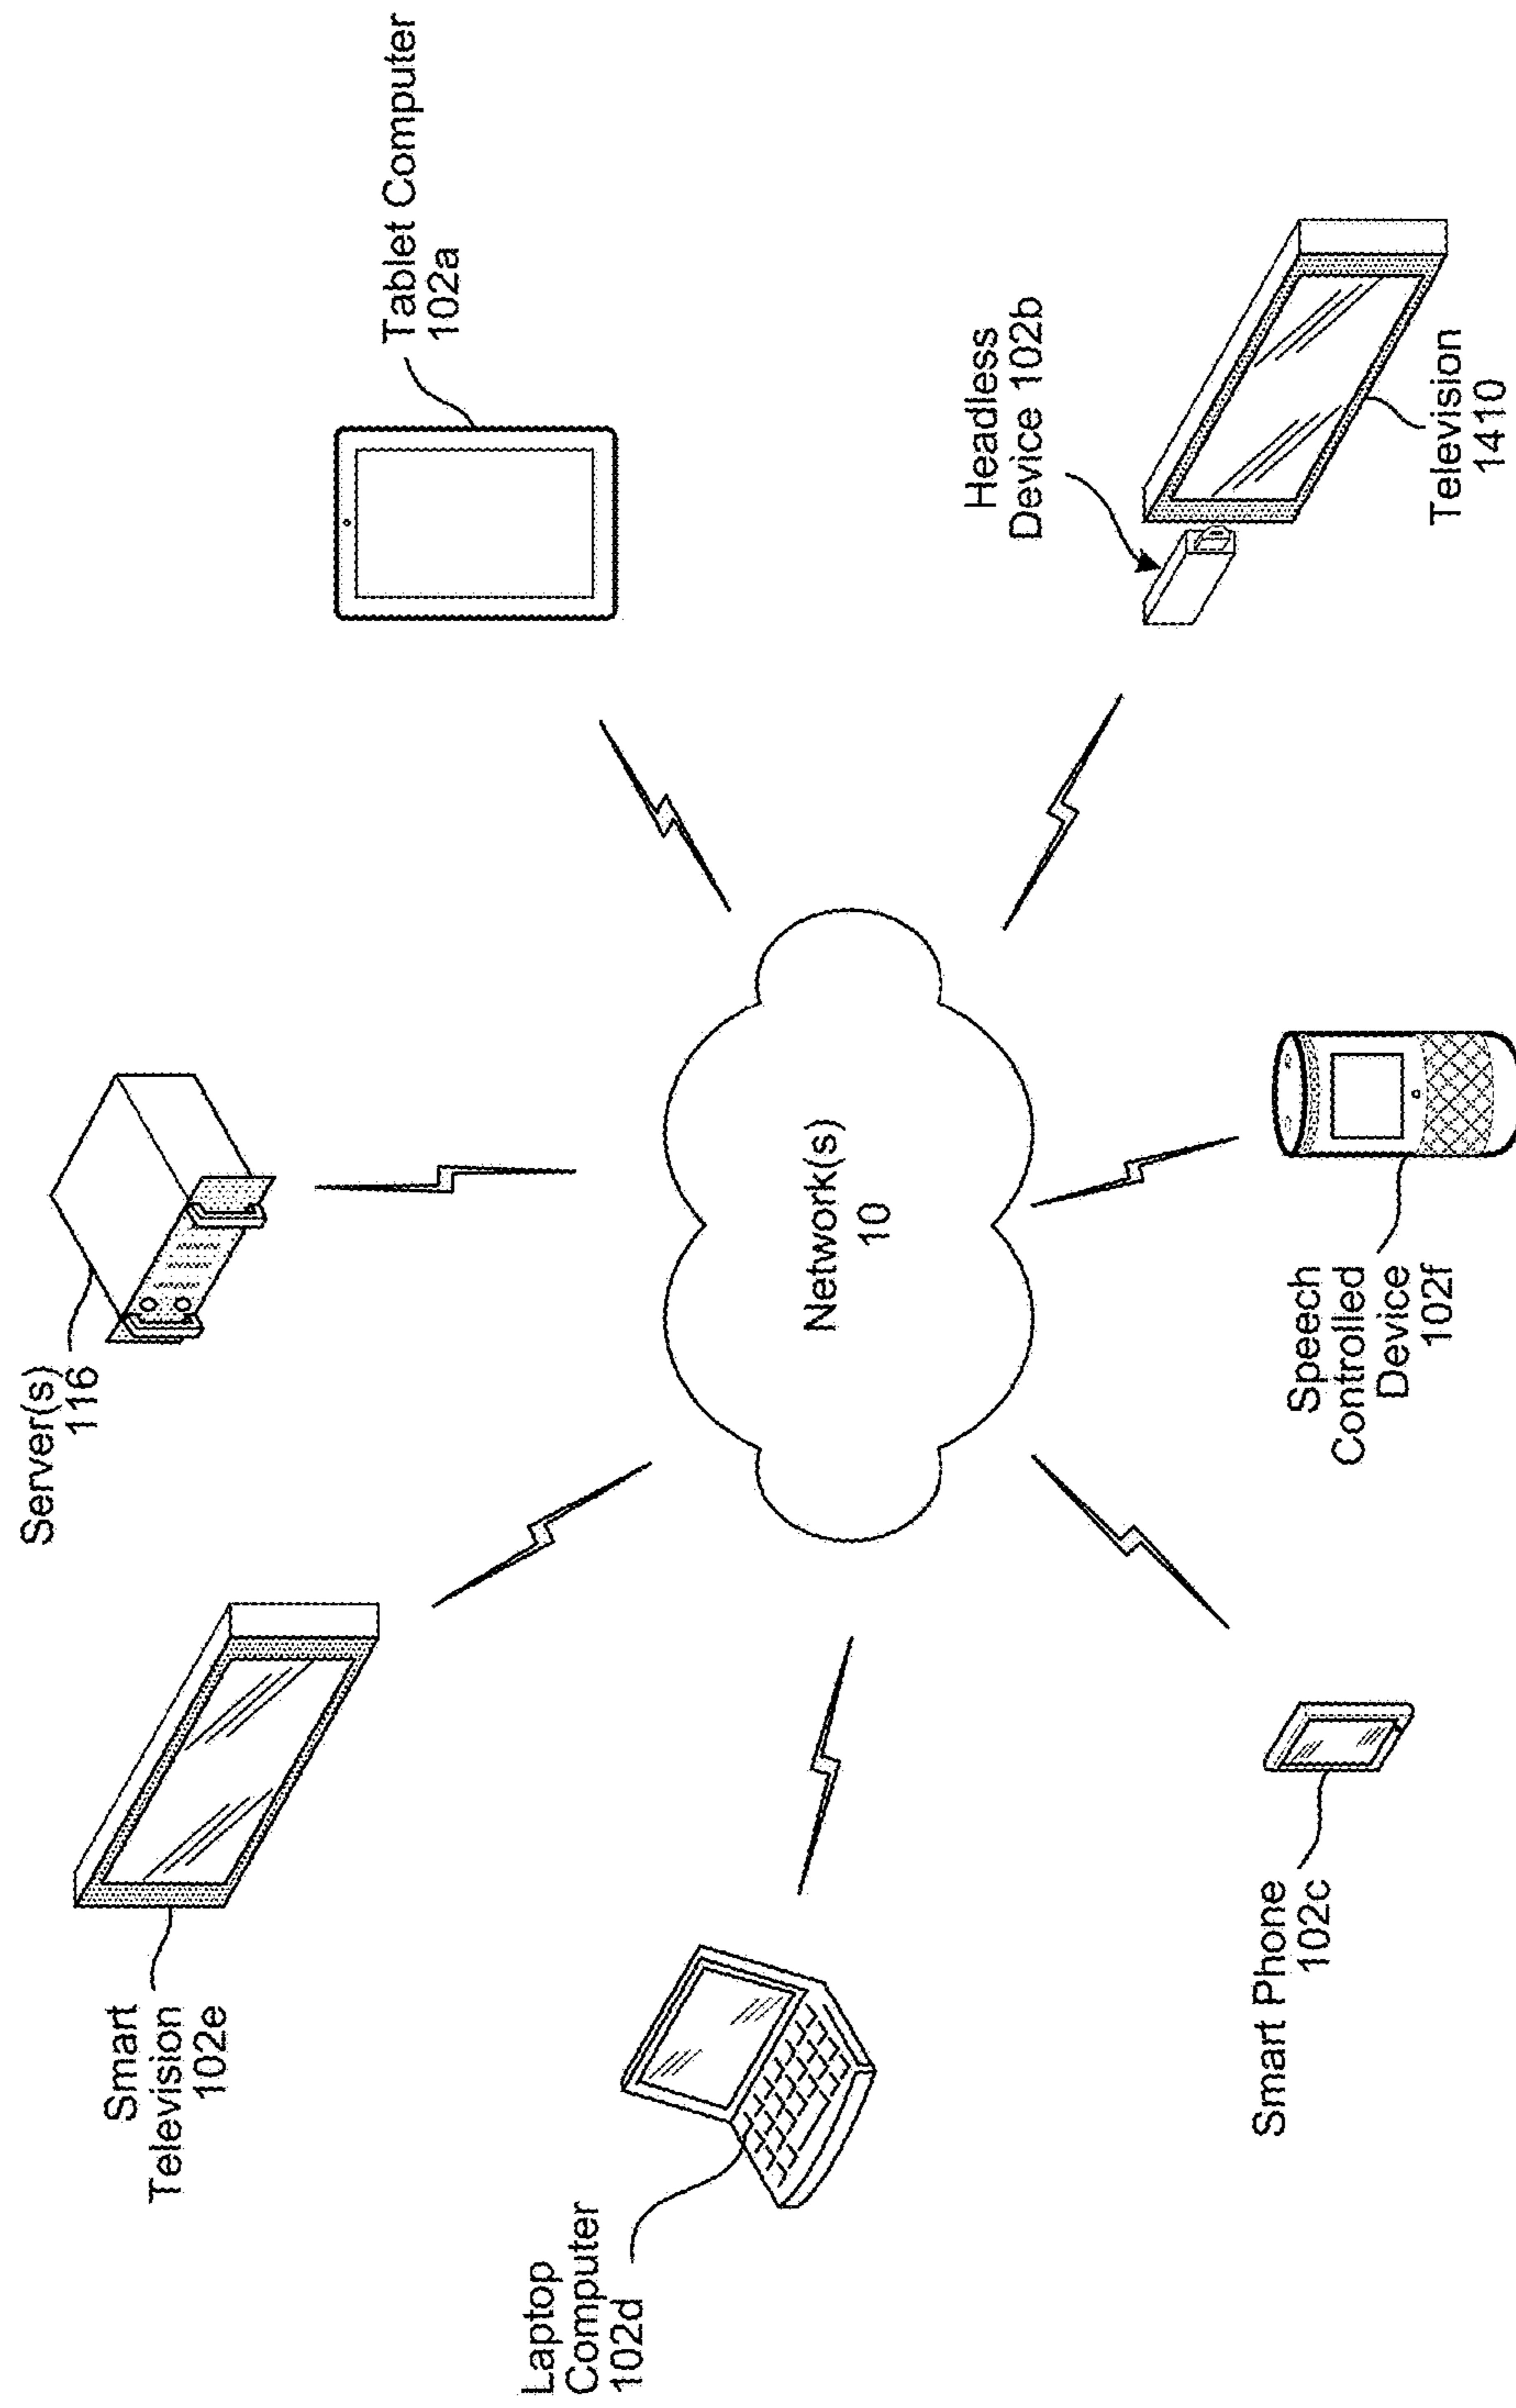 Server(s)
116
Smart
Television
102e
Tablet Computer
102a
Laptop
Computer
102d
Network(s)
10
Headless
Device 102b
Smart Phone
102c
Speech
Controlled
Device
102f
Television
1410